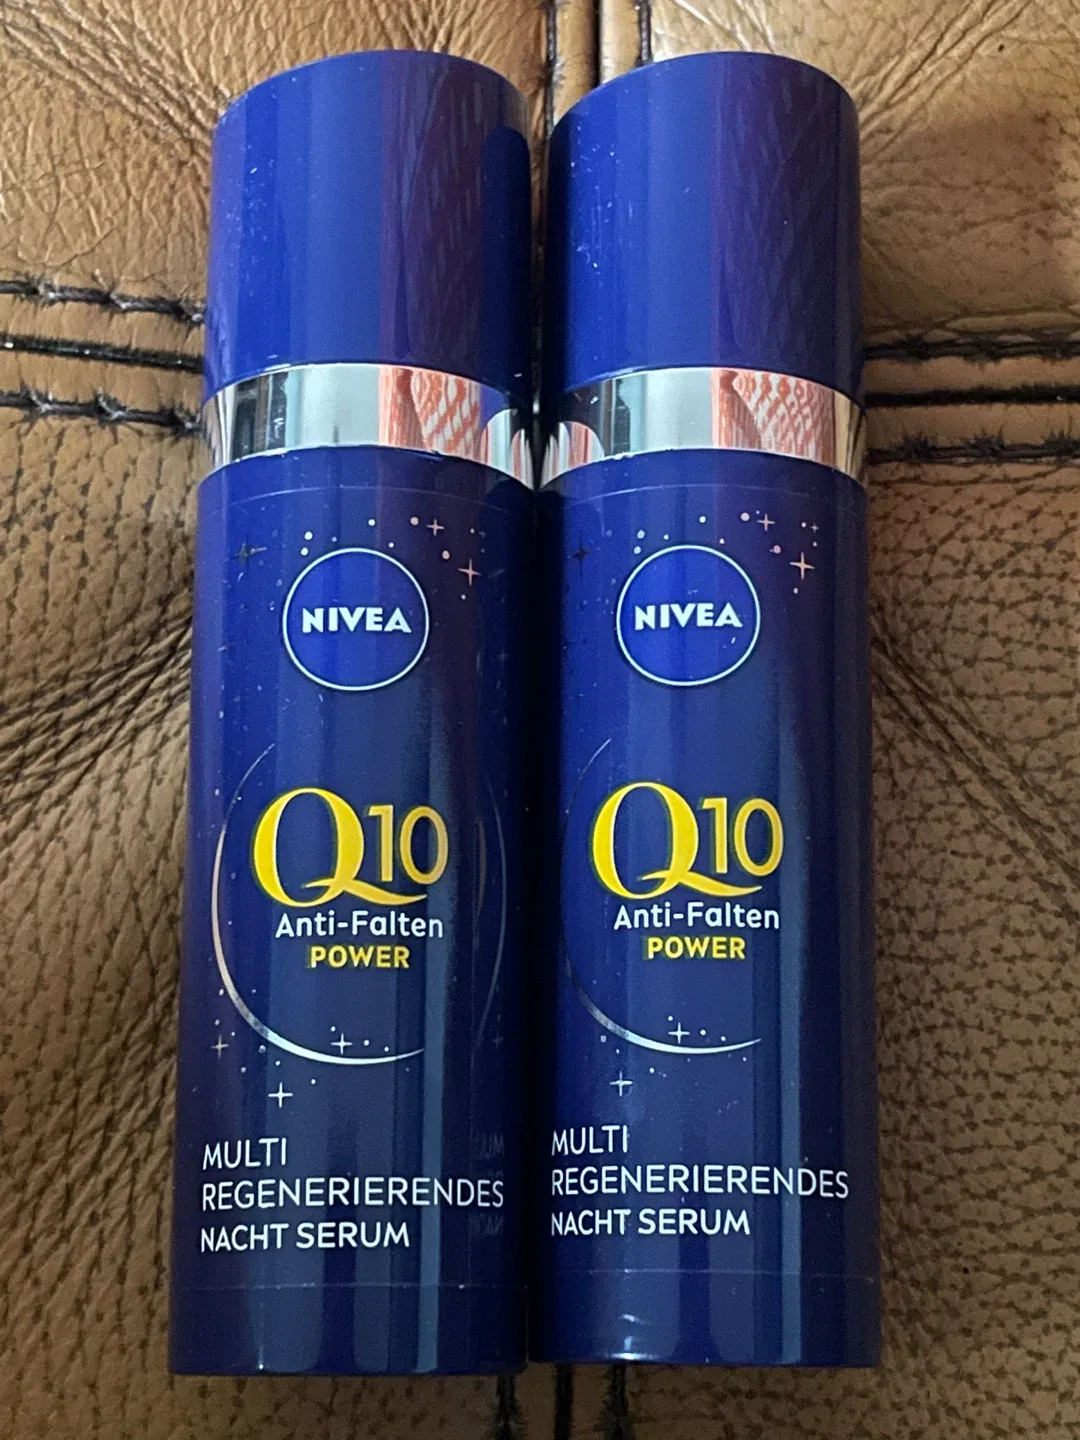 NIVEA
Q10
Anti-Falten
POWER
MULTI
REGENERIERENDES
NACHT SERUM
NIVEA
Q10
Anti-Falten
POWER
MULTI
REGENERIERENDES
NACHT SERUM